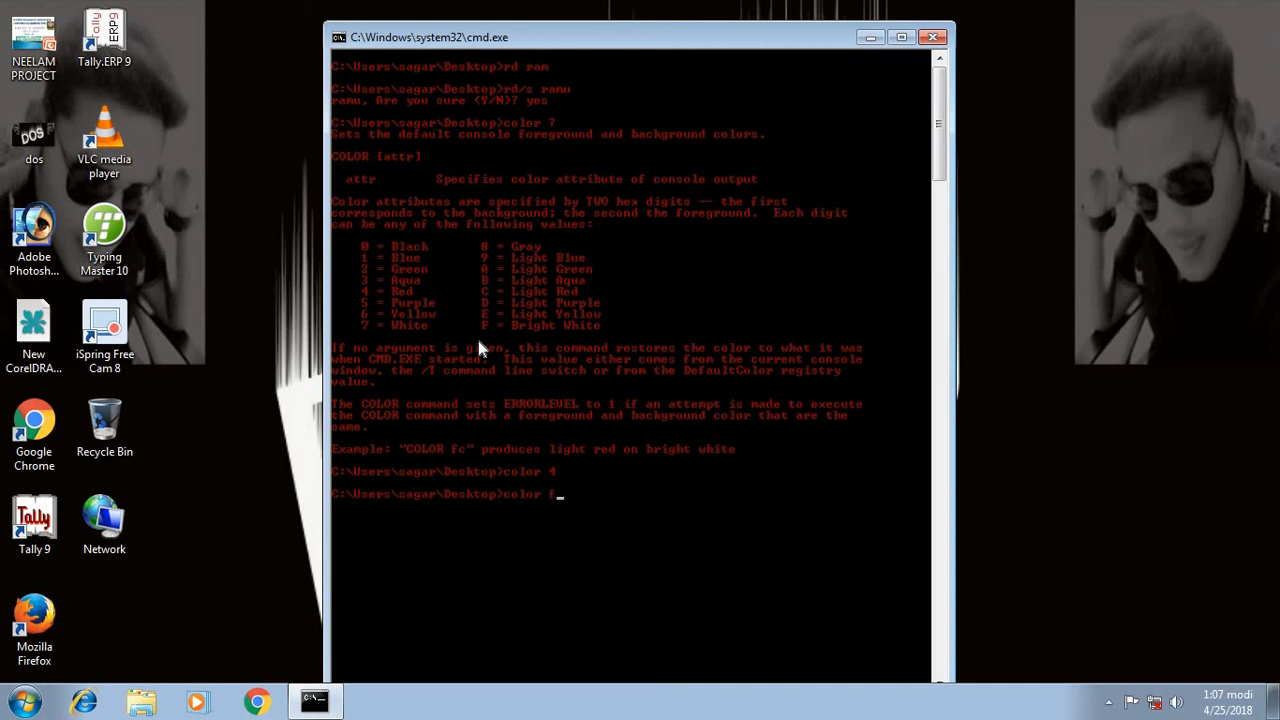 NEELAM
PROJECT
Tally.ERP 9
dos
VLC media
player
Adobe
Photosh...
Typing
Mas...r 10
New
CorelDRA...
iSpring Free
Cam 8
Google
Chrome
Recycle Bin
Tally
Tally 9
Network
Mozilla
Firefox
C:\Windows\system32\cmd.exe
C:\Users\sagar\Desktop>rd ram
C:\Users\sagar\Desktop>rd/s ramu
ramu, Are you sure (Y/N)? yes
C:\Users\sagar\Desktop>color ?
Sets the default console foreground and background colors.
COLOR [attr]
attr Specifies color attribute of console output
Color attributes are specified by TWO hex digits -- the first
corresponds to the background; the second the foreground. Each digit
can be any of the following values:
0 = Black 8 = Gray
1 = Blue 9 = Light Blue
2 = Green A = Light Green
3 = Aqua B = Light Aqua
4 = Red C = Light Red
5 = Purple D = Light Purple
6 = Yellow E = Light Yellow
7 = White F = Bright White
If no argument is given, this command restores the color to what it was
when CMD.EXE started. This value either comes from the current console
window, the /T command line switch or from the DefaultColor registry
value.
The COLOR command sets ERRORLEVEL to 1 if an attempt is made to execute
the COLOR command with a foreground and background color that are the
same.
Example: "COLOR fc" produces light red on bright white
C:\Users\sagar\Desktop>color 4
C:\Users\sagar\Desktop>color f_
1:07 modi
4/25/2018